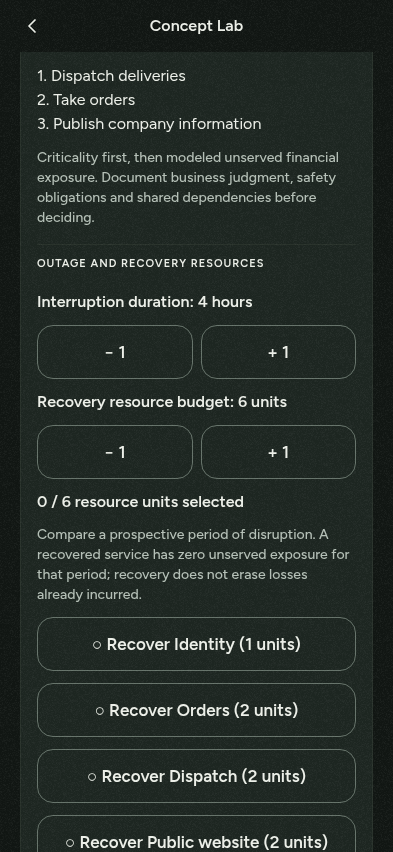 Concept Lab
1. Dispatch deliveries
2. Take orders
3. Publish company information
Criticality first, then modeled unserved financial
exposure. Document business judgment, safety
obligations and shared dependencies before
deciding.
OUTAGE AND RECOVERY RESOURCES
Interruption duration: 4 hours
− 1
+ 1
Recovery resource budget: 6 units
− 1
+ 1
0 / 6 resource units selected
Compare a prospective period of disruption. A
recovered service has zero unserved exposure for
that period; recovery does not erase losses
already incurred.
○ Recover Identity (1 units)
○ Recover Orders (2 units)
○ Recover Dispatch (2 units)
○ Recover Public website (2 units)